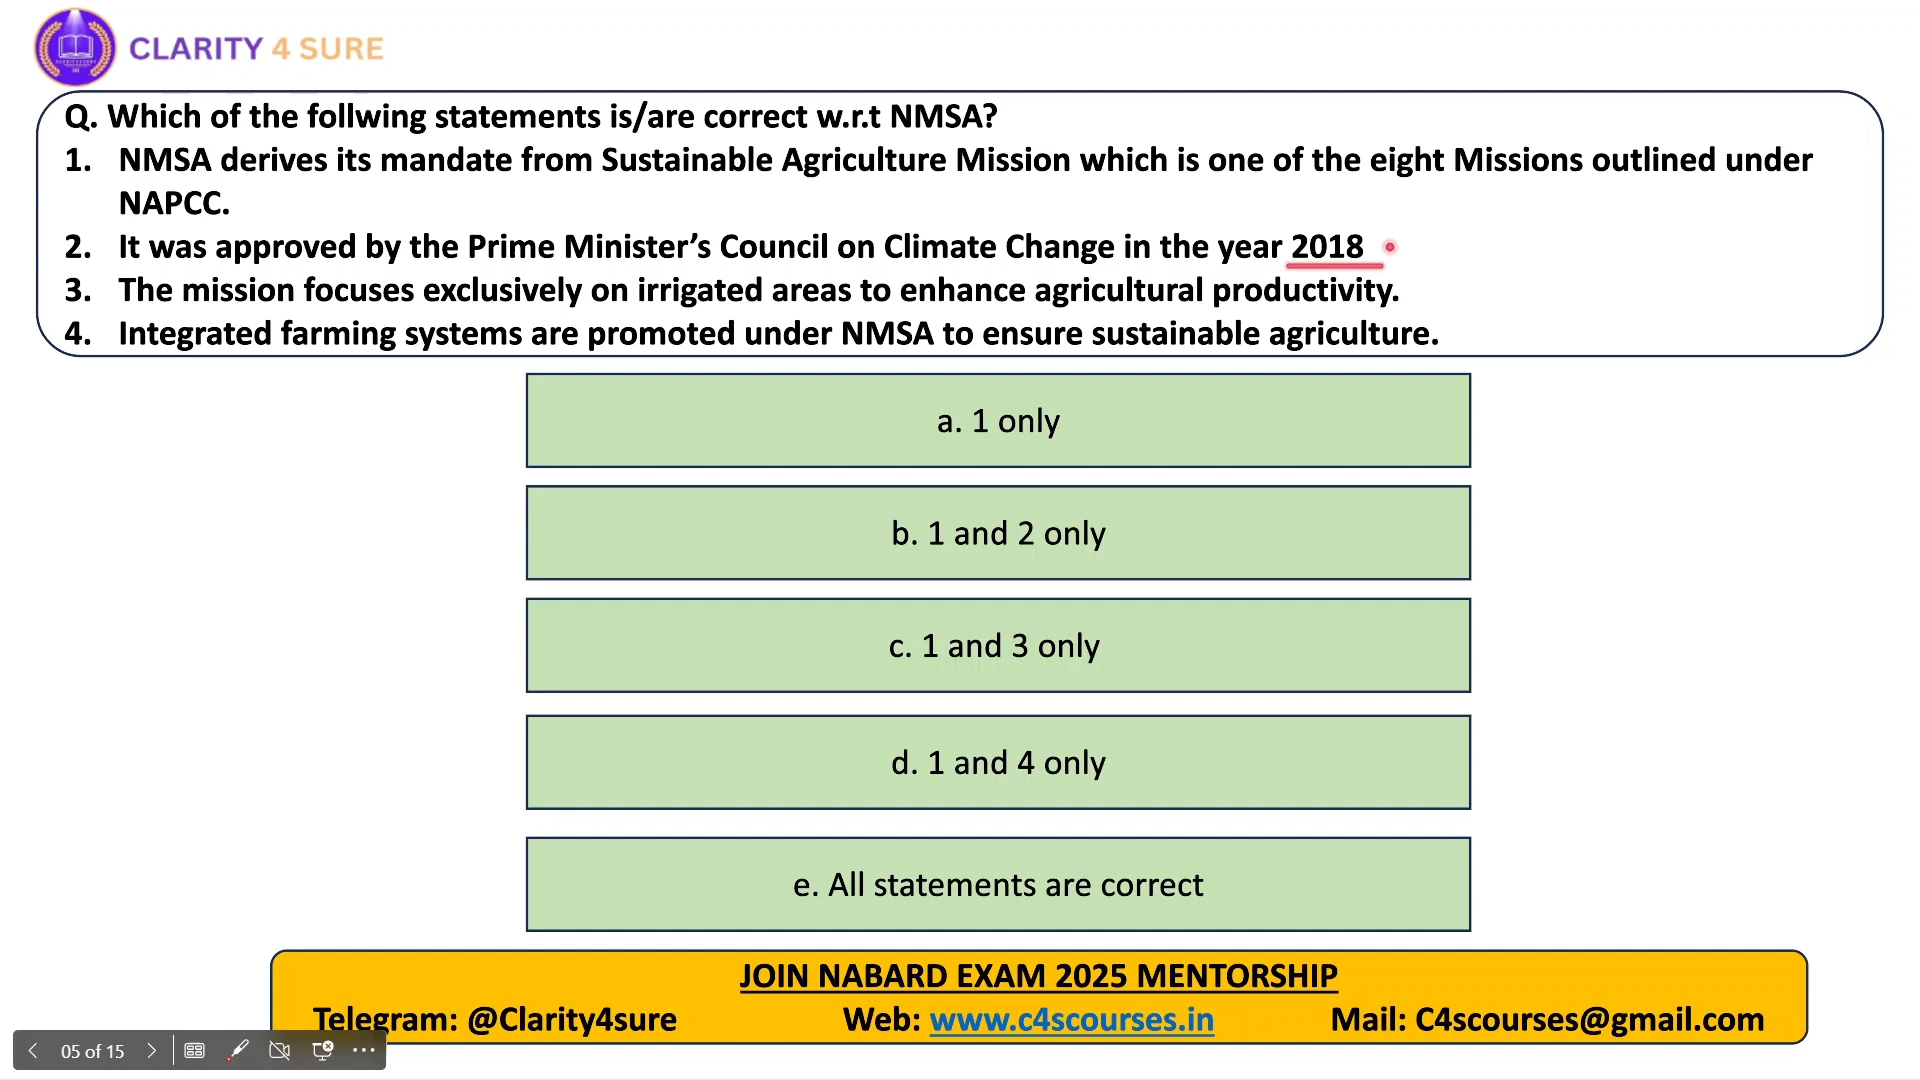 CLARITY 4 SURE
Q. Which of the follwing statements is/are correct w.r.t NMSA?
1. NMSA derives its mandate from Sustainable Agriculture Mission which is one of the eight Missions outlined under
NAPCC.
2. It was approved by the Prime Minister’s Council on Climate Change in the year 2018
3. The mission focuses exclusively on irrigated areas to enhance agricultural productivity.
4. Integrated farming systems are promoted under NMSA to ensure sustainable agriculture.
a. 1 only
b. 1 and 2 only
c. 1 and 3 only
d. 1 and 4 only
e. All statements are correct
JOIN NABARD EXAM 2025 MENTORSHIP
Telegram: @Clarity4sure Web: www.c4scourses.in Mail: C4scourses@gmail.com
05 of 15